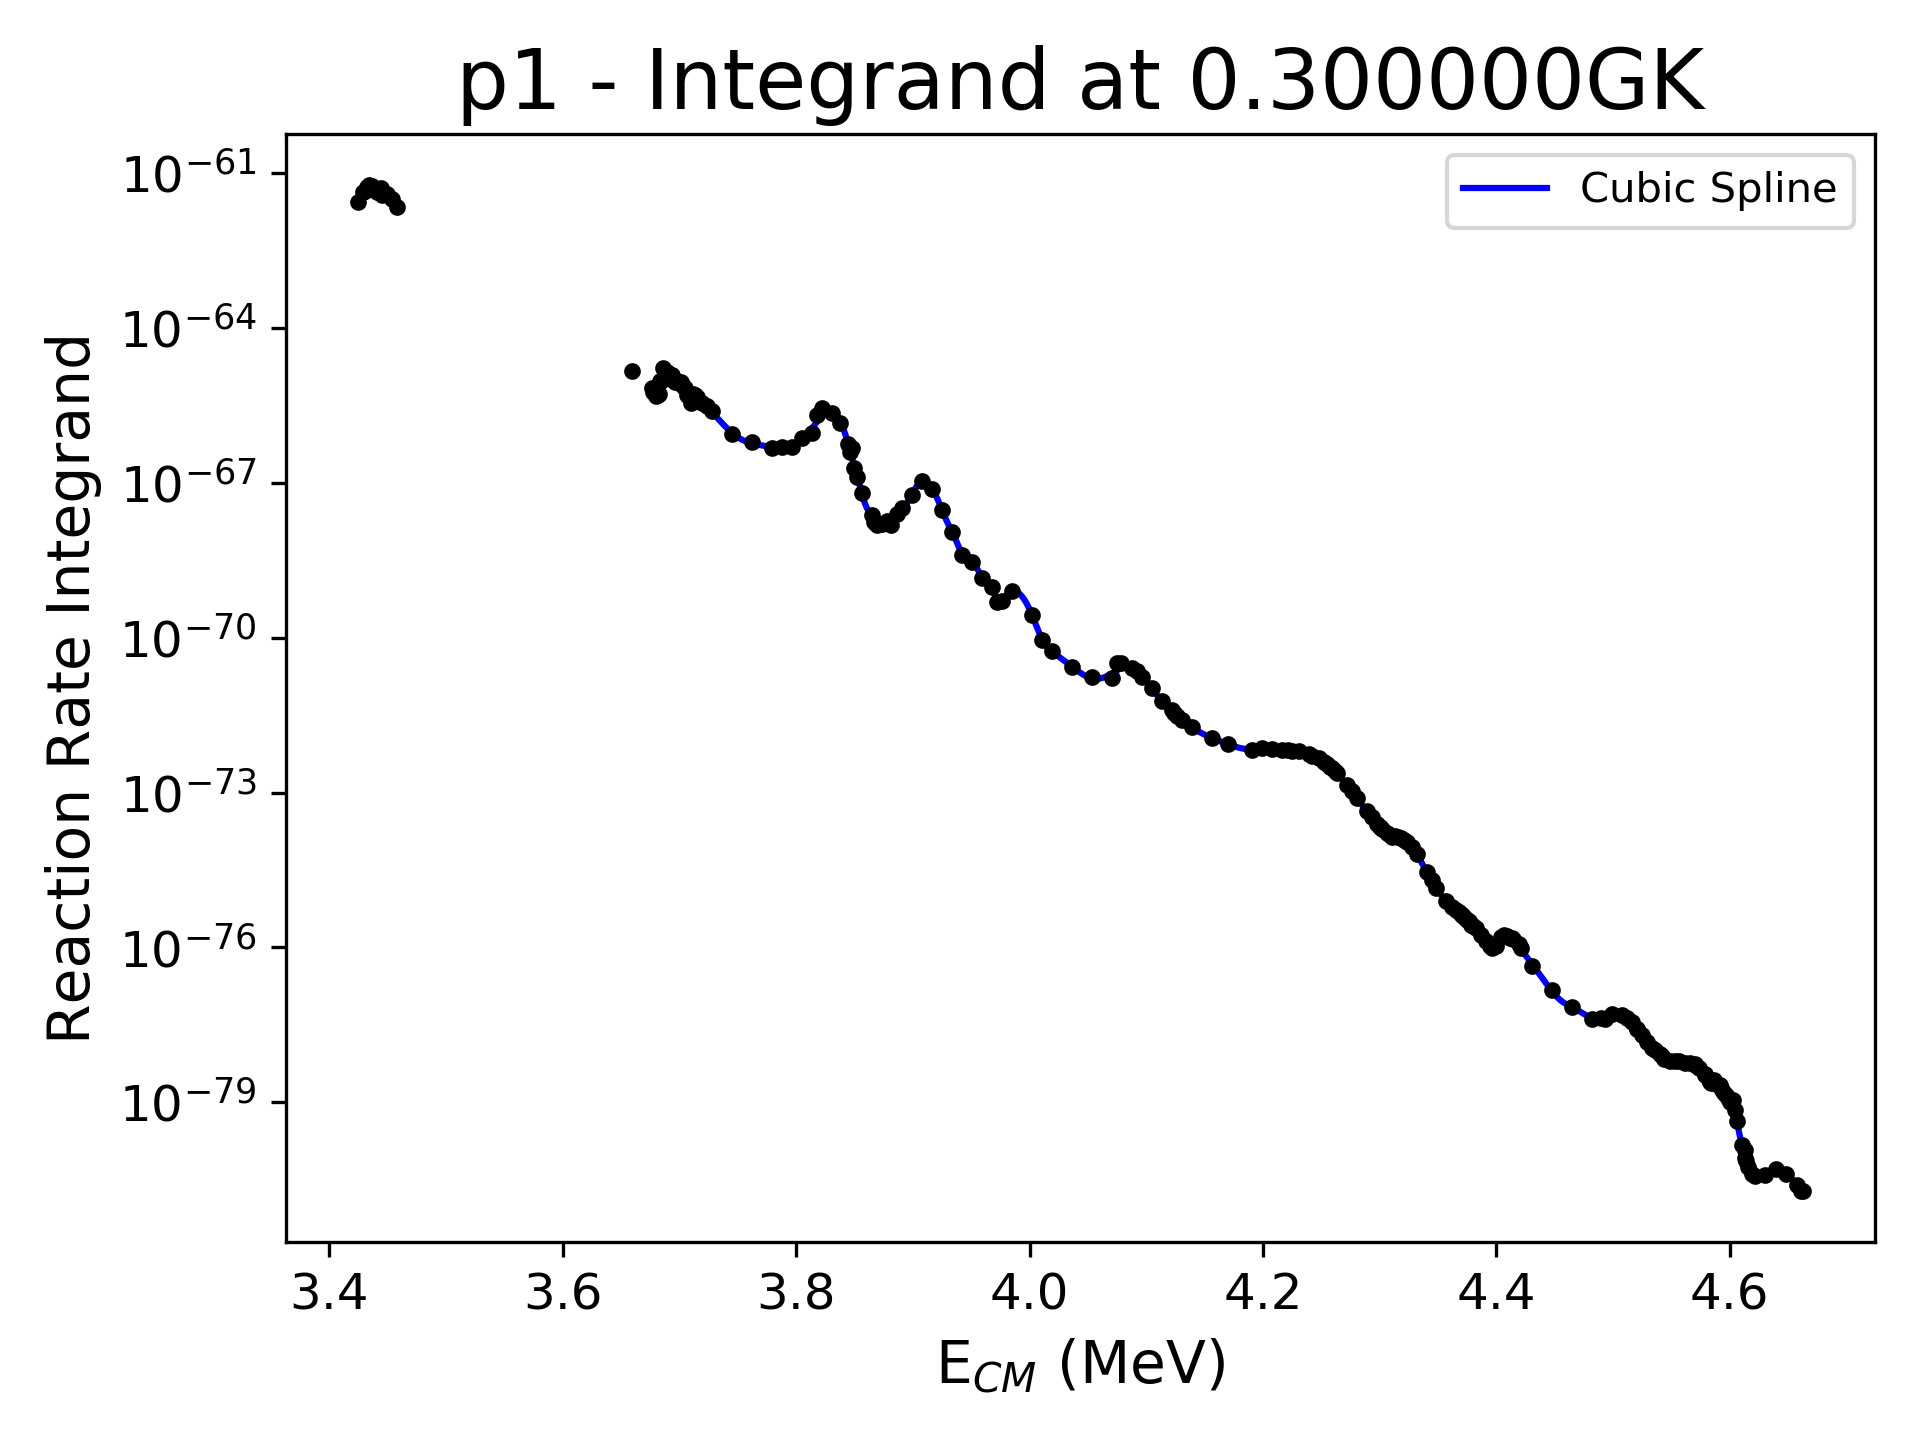 p1 - Integrand at 0.300000GK
Cubic Spline
Reaction Rate Integrand
10⁻⁶¹
10⁻⁶⁴
10⁻⁶⁷
10⁻⁷⁰
10⁻⁷³
10⁻⁷⁶
10⁻⁷⁹
3.4 3.6 3.8 4.0 4.2 4.4 4.6
E_CM (MeV)